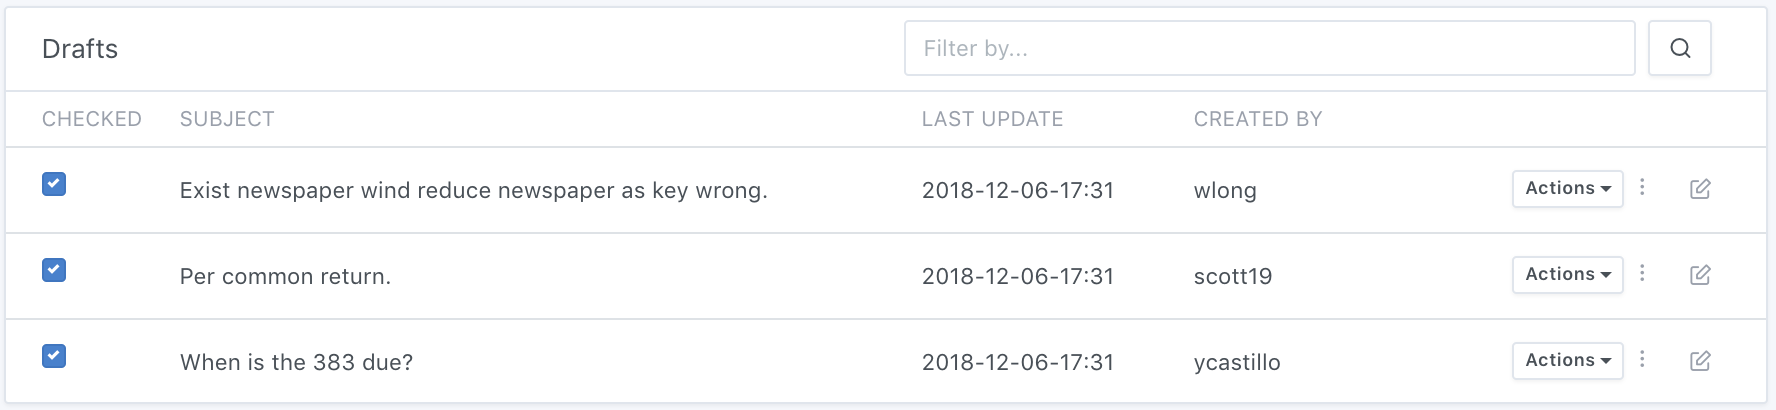 Drafts Filter by...
CHECKED SUBJECT LAST UPDATE CREATED BY
Exist newspaper wind reduce newspaper as key wrong. 2018-12-06-17:31 wlong Actions
Per common return. 2018-12-06-17:31 scott19 Actions
When is the 383 due? 2018-12-06-17:31 ycastillo Actions